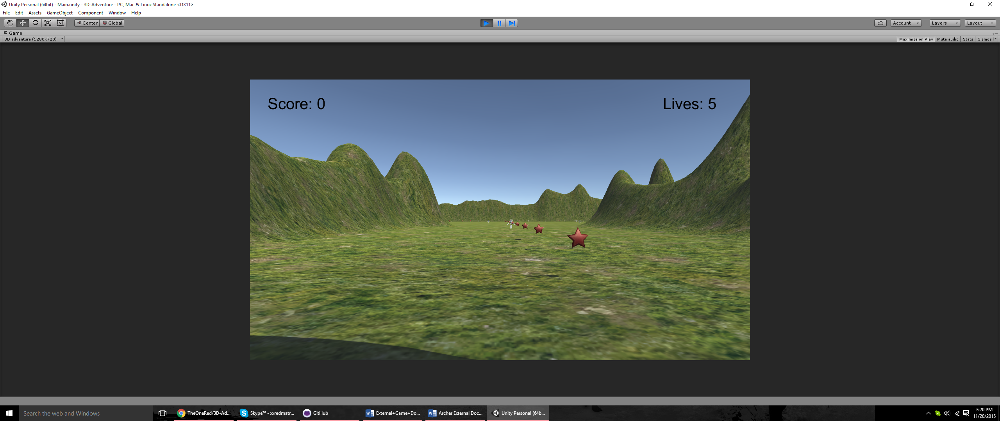 Unity Personal (64bit) - Main.unity - 3D-Adventure - PC, Mac & Linux Standalone <DX11>
File Edit Assets GameObject Component Window Help
Center Global Account Layers Layout
Game
3D adventure (1280x720) Maximize on Play Mute audio Stats Gizmos
Score: 0 Lives: 5
Search the web and Windows TheOneRed/3D-Ad... Skype™ - xxredmatr... GitHub External+Game+Do... Archer External Doc... Unity Personal (64b... 3:20 PM
11/20/2015